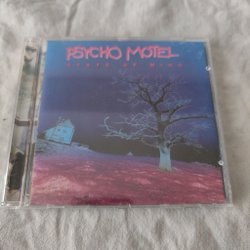 PSYCHO MOTEL
STATE OF MIND